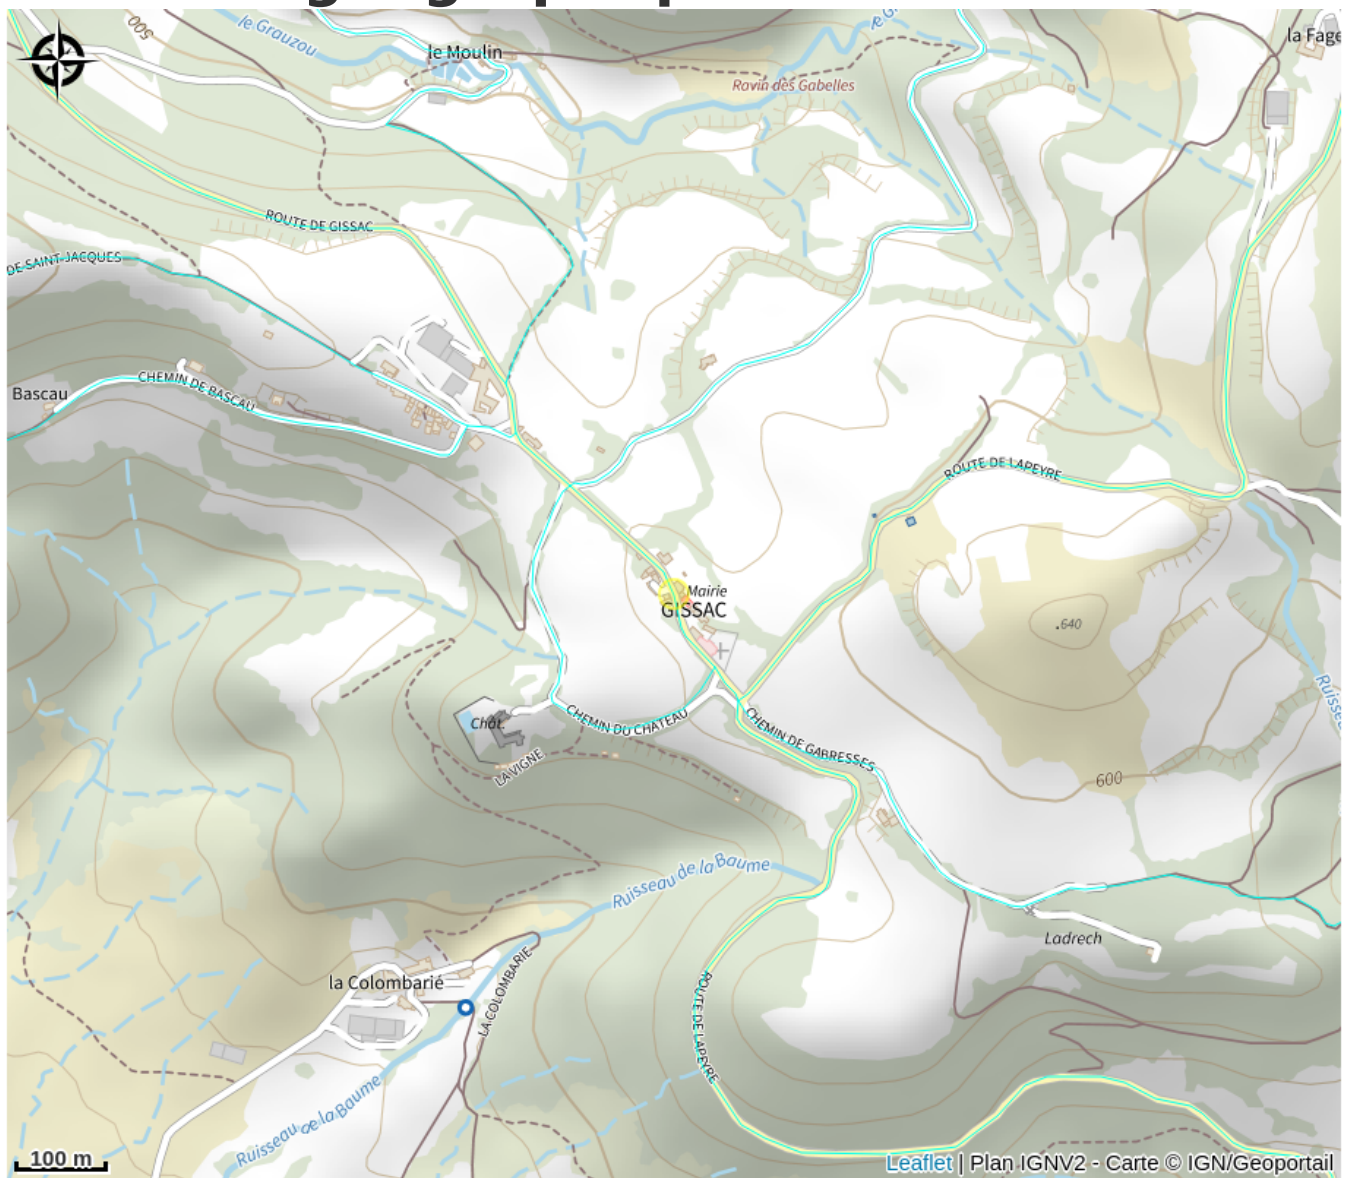 le Grauzou
500
le Moulin
le G
la Fage
Ravin des Gabelles
ROUTE DE GISSAC
DE SAINT-JACQUES
Bascau
CHEMIN DE BASCAU
ROUTE DE LAPEYRE
Mairie
GISSAC
.640
Ruisseau
Chât.
CHEMIN DU CHÂTEAU
CHEMIN DE GABRESSES
LA VIGNE
600
Ruisseau de la Baume
Ladrech
la Colombarié
LA COLOMBARIE
ROUTE DE LAPEYRE
Ruisseau de la Baume
100 m
Leaflet | Plan IGNV2 - Carte © IGN/Geoportail